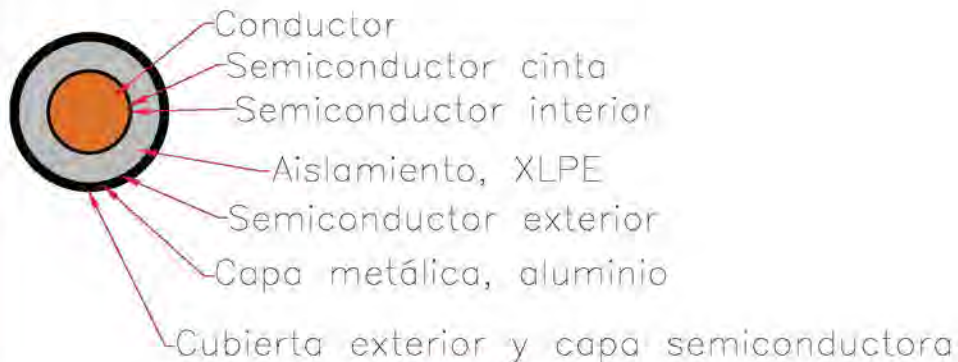 Conductor
Semiconductor cinta
Semiconductor interior
Aislamiento, XLPE
Semiconductor exterior
Capa metálica, aluminio
Cubierta exterior y capa semiconductora